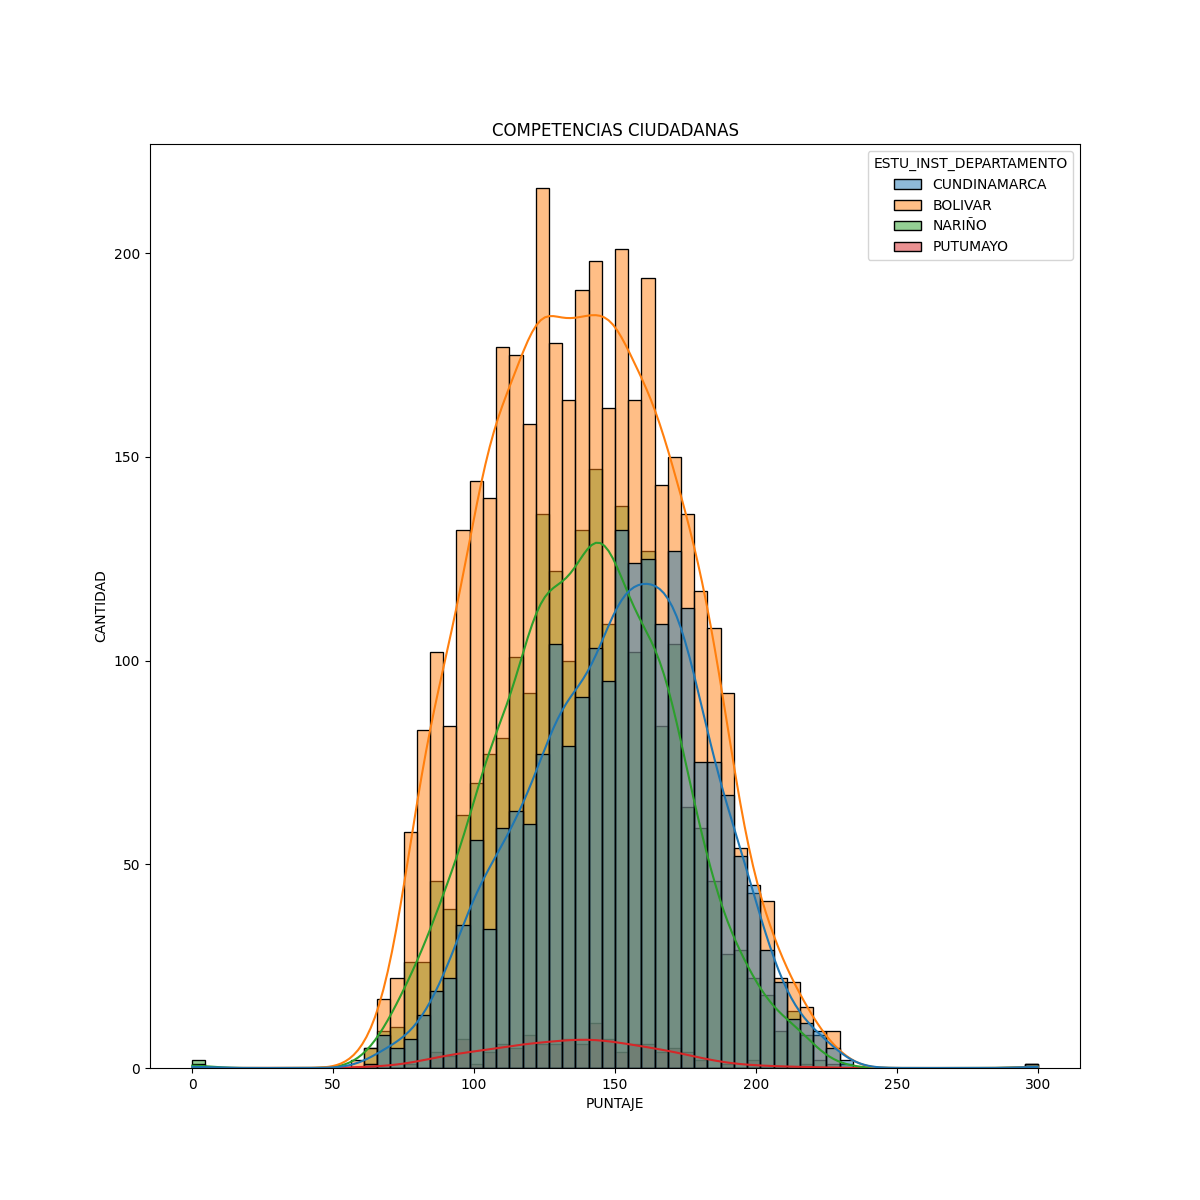 COMPETENCIAS CIUDADANAS
ESTU_INST_DEPARTAMENTO
CUNDINAMARCA
BOLIVAR
NARIÑO
PUTUMAYO
200
150
100
50
0
CANTIDAD
0 50 100 150 200 250 300
PUNTAJE